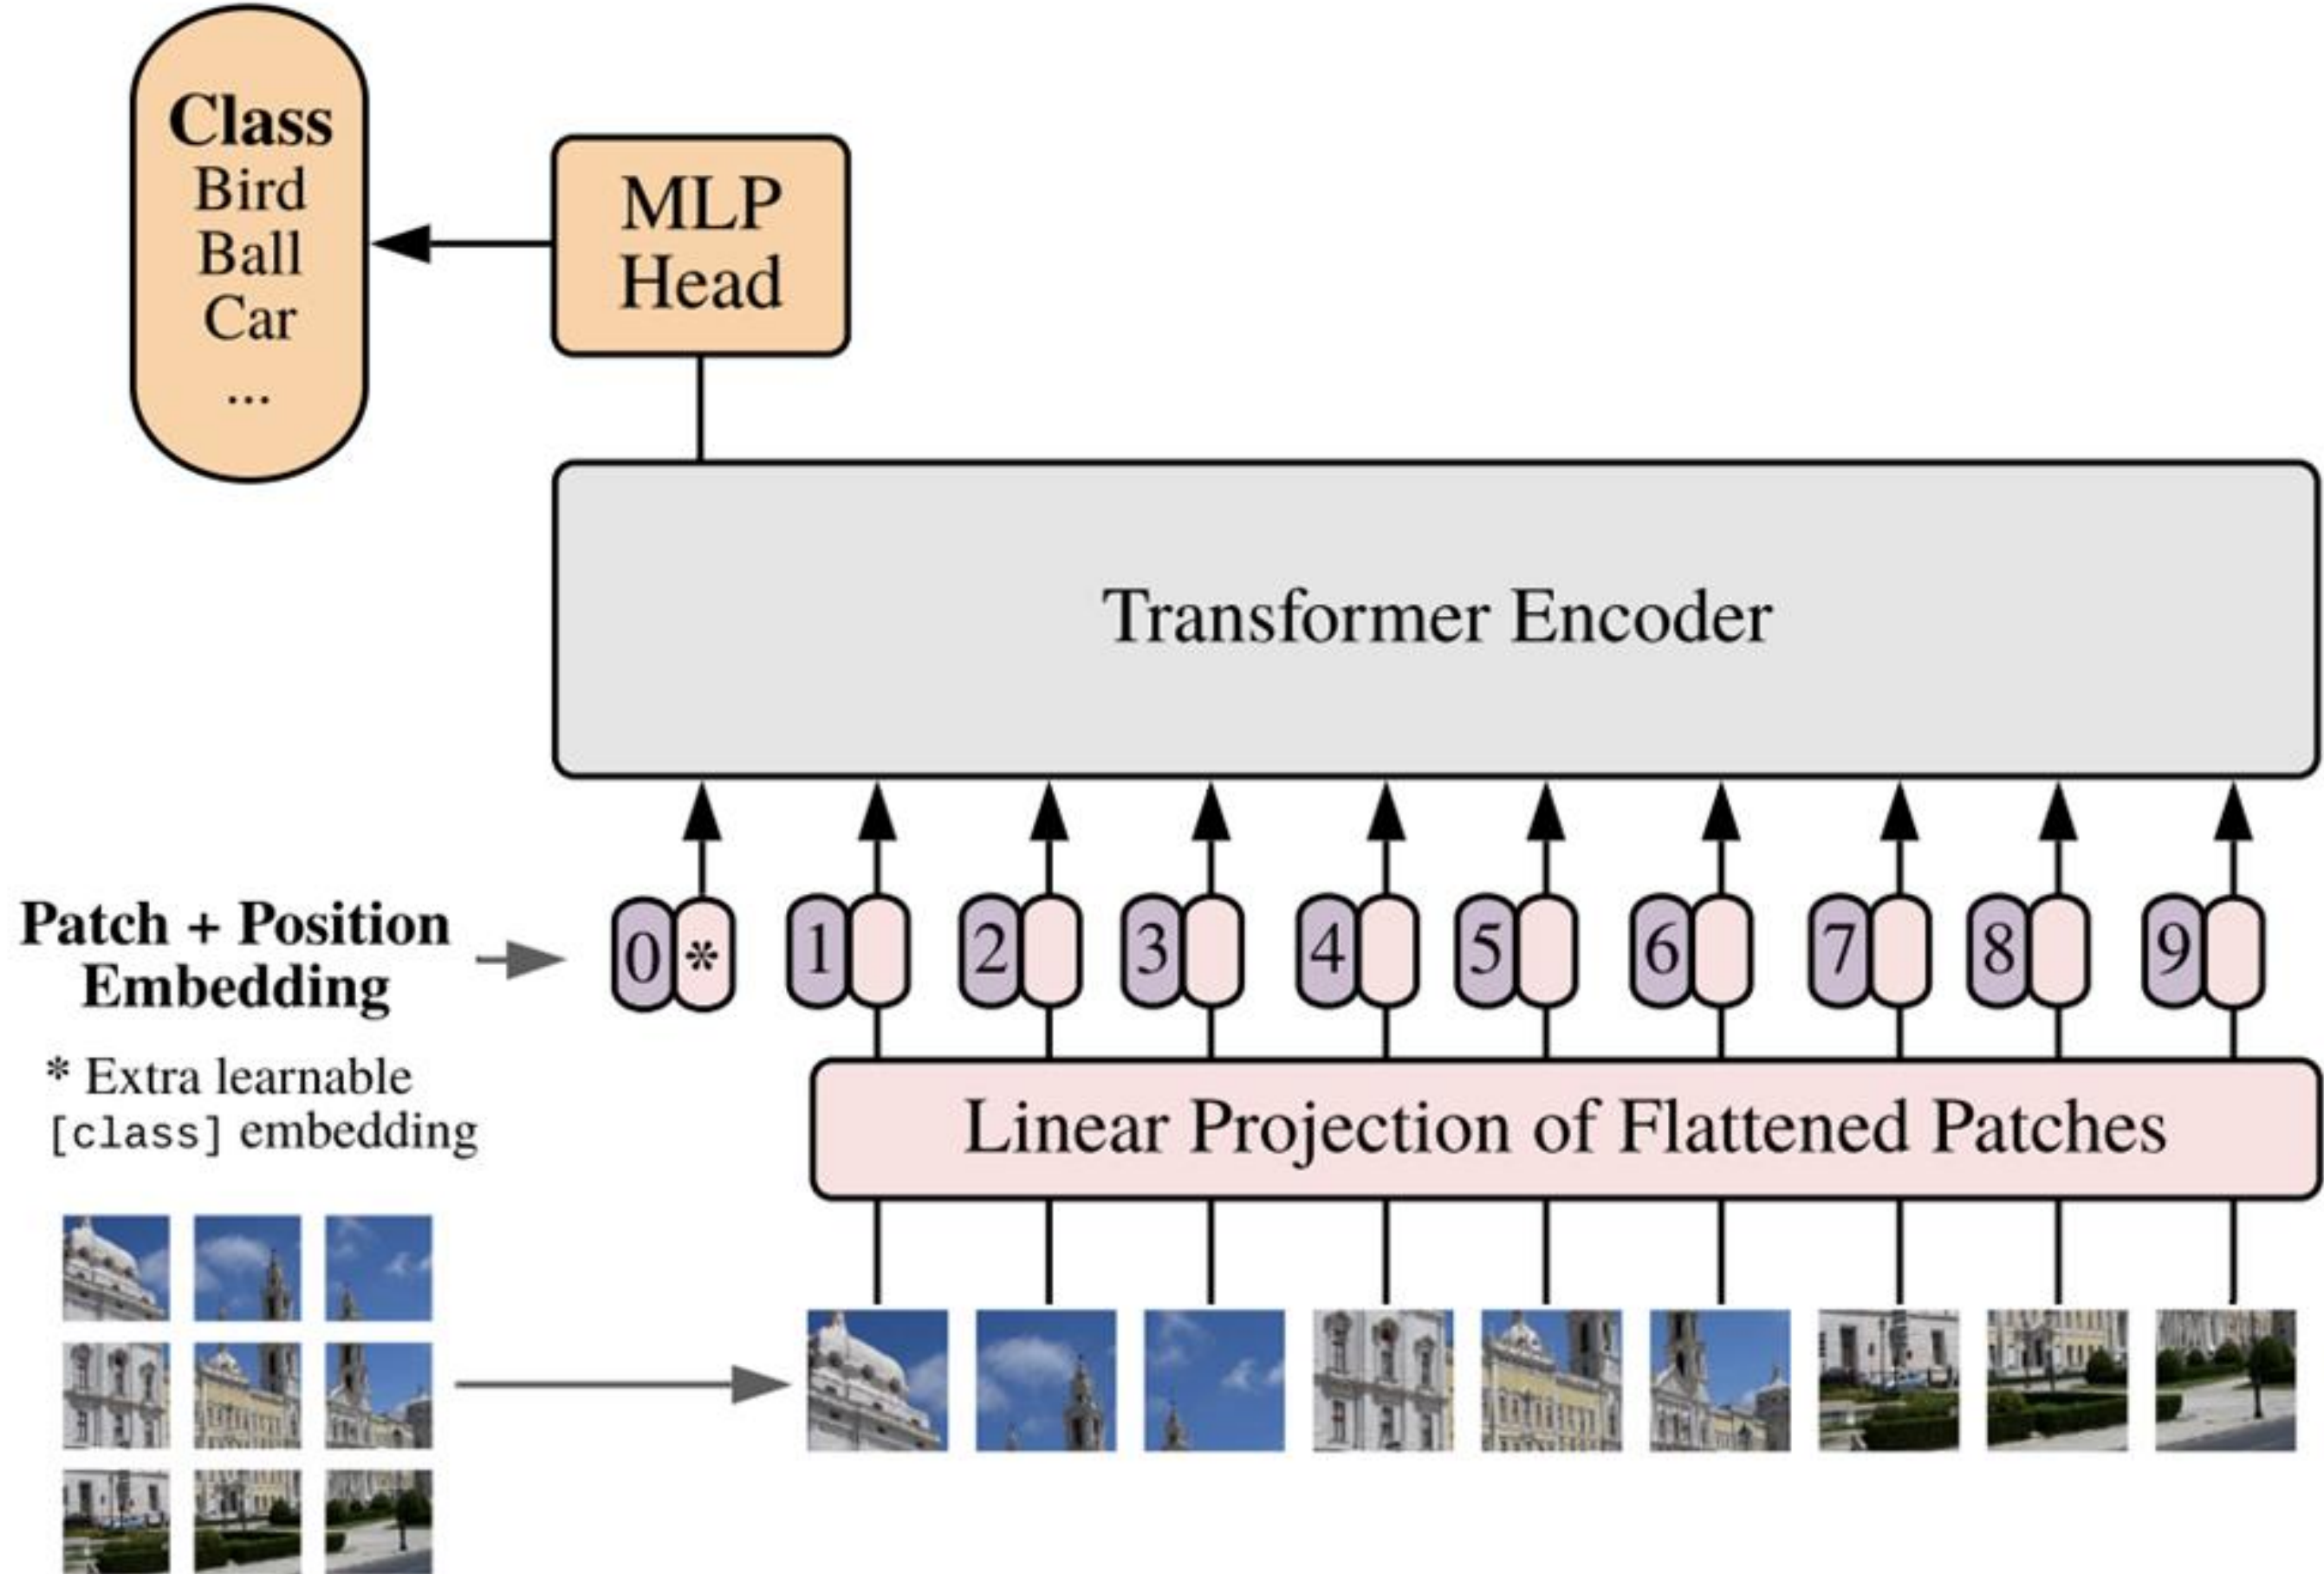 Class
Bird
Ball
Car
...
MLP
Head
Transformer Encoder
Patch + Position
Embedding
0 * 1 2 3 4 5 6 7 8 9
* Extra learnable
[class] embedding
Linear Projection of Flattened Patches